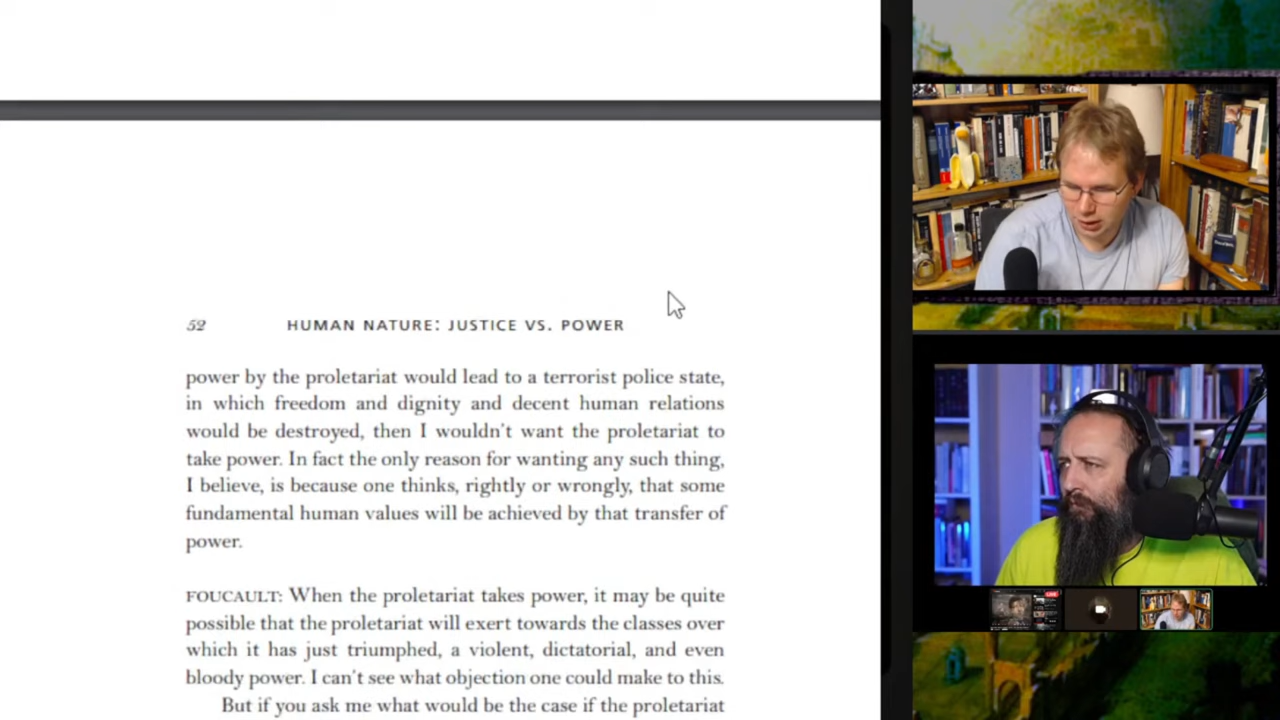 52 HUMAN NATURE: JUSTICE VS. POWER
power by the proletariat would lead to a terrorist police state,
in which freedom and dignity and decent human relations
would be destroyed, then I wouldn't want the proletariat to
take power. In fact the only reason for wanting any such thing,
I believe, is because one thinks, rightly or wrongly, that some
fundamental human values will be achieved by that transfer of
power.
FOUCAULT: When the proletariat takes power, it may be quite
possible that the proletariat will exert towards the classes over
which it has just triumphed, a violent, dictatorial, and even
bloody power. I can't see what objection one could make to this.
But if you ask me what would be the case if the proletariat